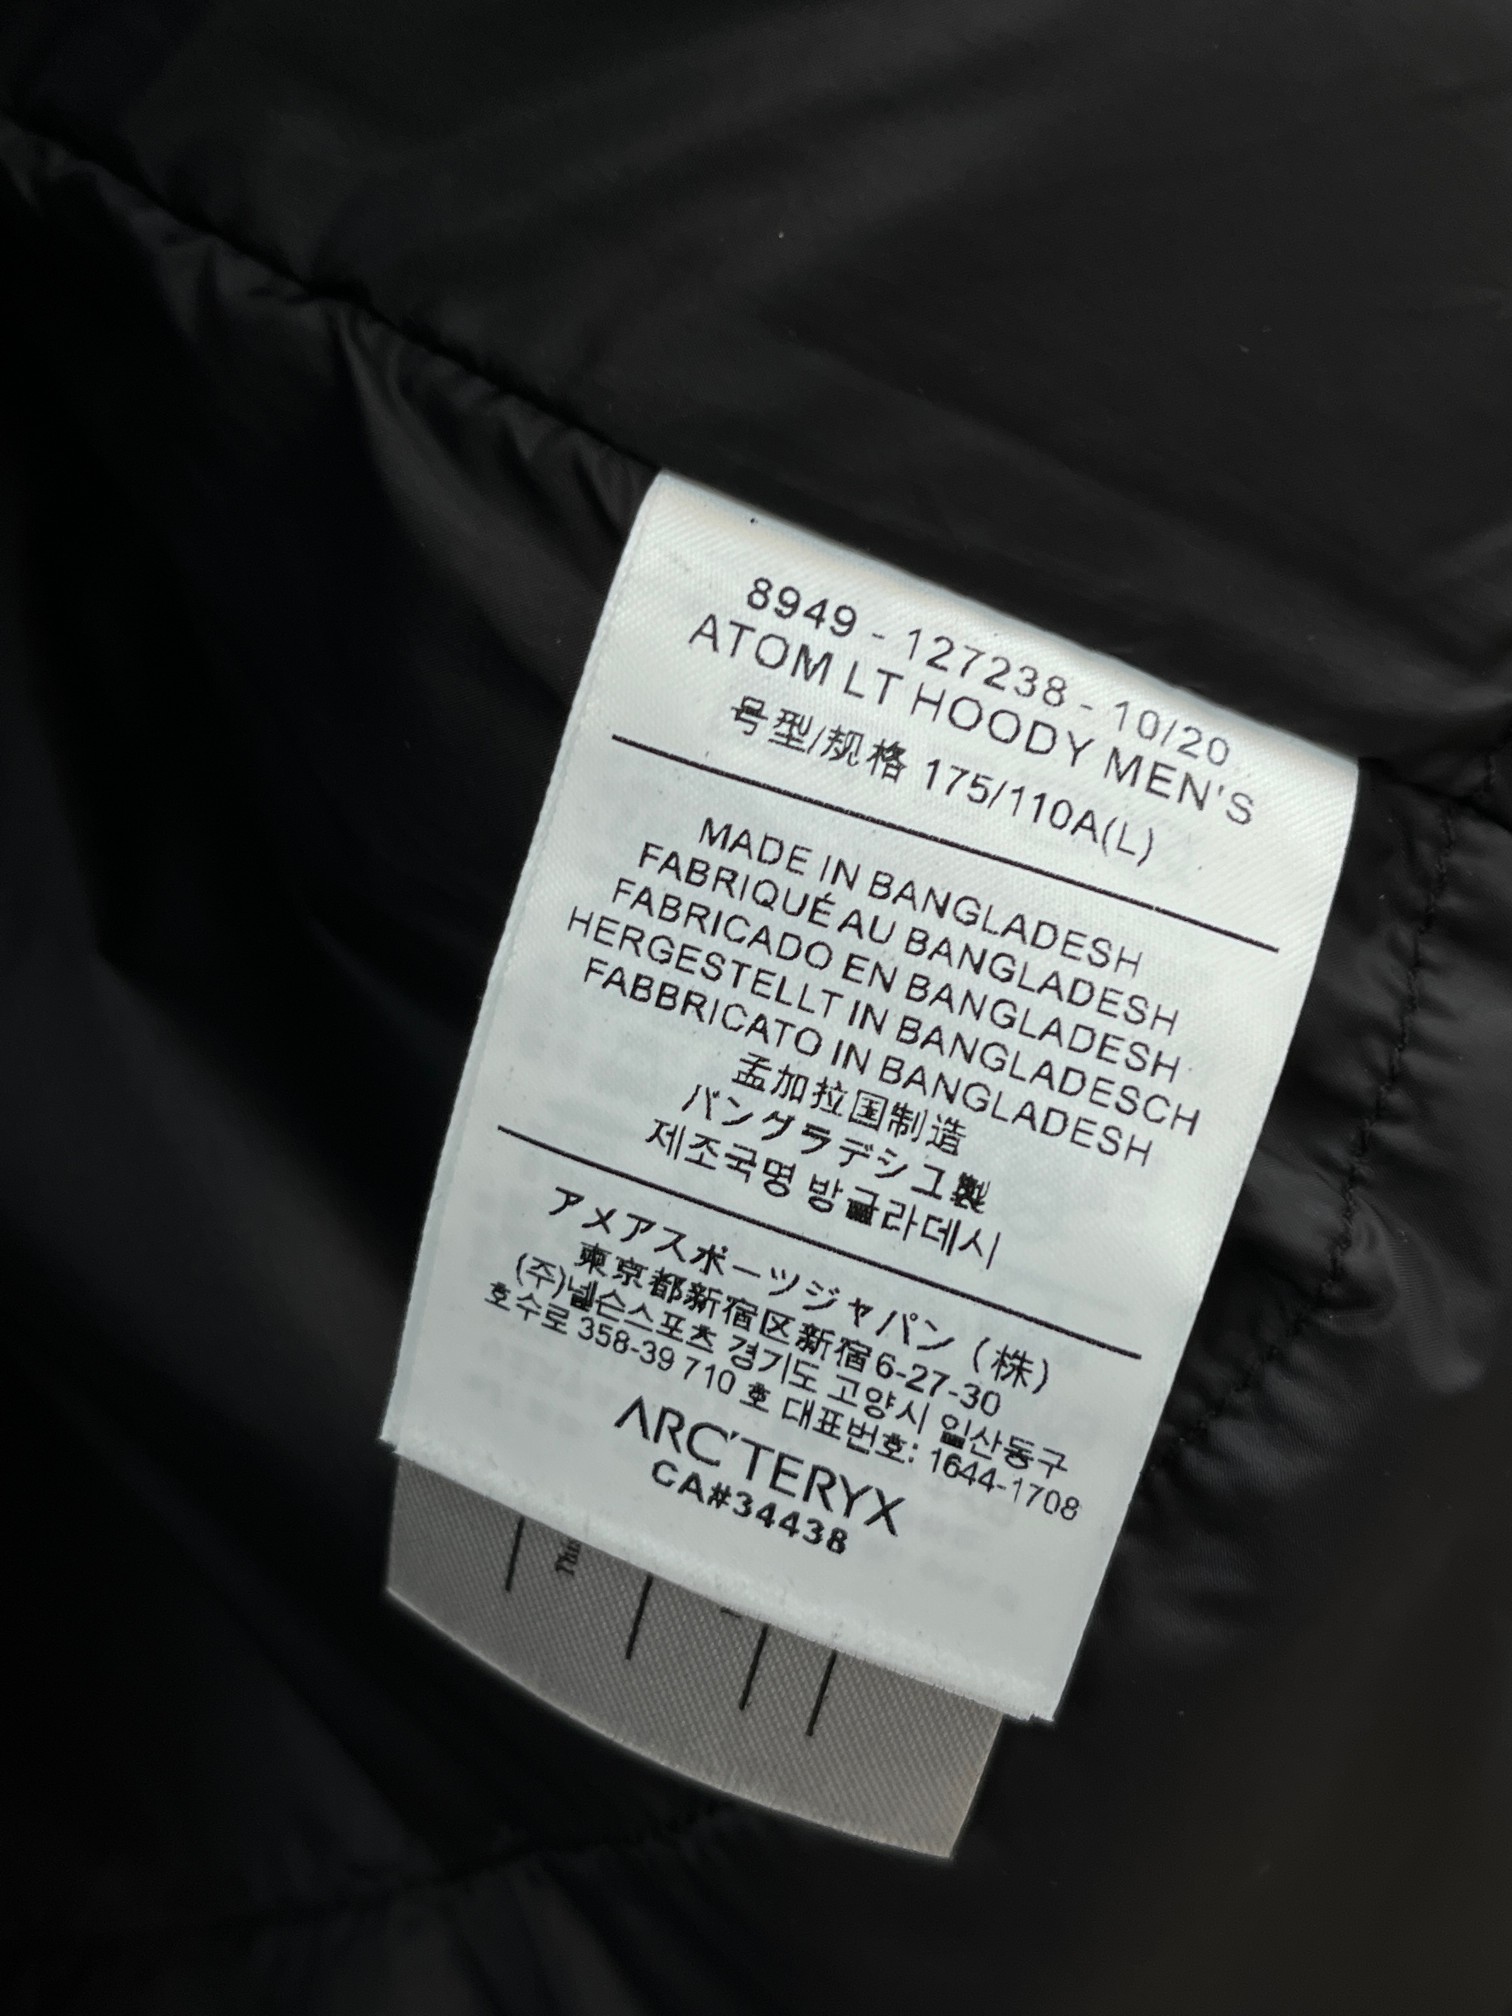 8949 - 127238 - 10/20
ATOM LT HOODY MEN'S
号型/规格 175/110A(L)
MADE IN BANGLADESH
FABRIQUÉ AU BANGLADESH
FABRICADO EN BANGLADESH
HERGESTELLT IN BANGLADESCH
FABBRICATO IN BANGLADESH
孟加拉国制造
バングラデシユ製
제조국명 방글라데시
アメアスポーツジャパン（株）
東京都新宿区新宿6-27-30
(주)넬슨스포츠 경기도 고양시 일산동구
호수로 358-39 710 호 대표번호: 1644-1708
ARC'TERYX
CA#34438